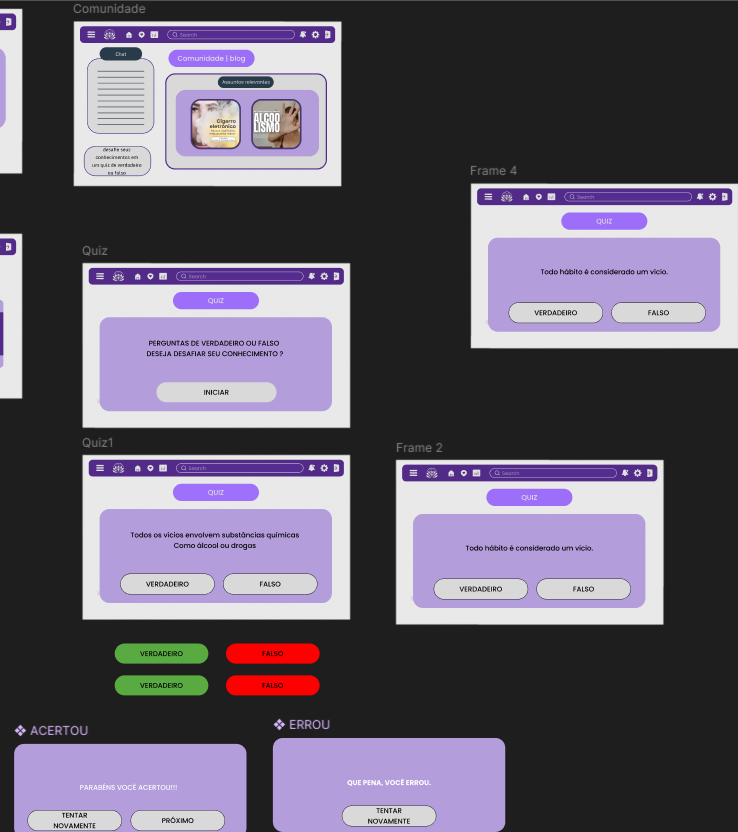 Comunidade
Search
Chat
Comunidade | blog
Assuntos relevantes
Cigarro
eletrônico
ALCOO
LISMO
desafie seus
conhecimentos em
um quiz de verdadeiro
ou falso
Frame 4
Search
QUIZ
Todo hábito é considerado um vício.
VERDADEIRO
FALSO
Quiz
Search
QUIZ
PERGUNTAS DE VERDADEIRO OU FALSO
DESEJA DESAFIAR SEU CONHECIMENTO ?
INICIAR
Quiz1
Search
QUIZ
Todos os vícios envolvem substâncias químicas
Como álcool ou drogas
VERDADEIRO
FALSO
Frame 2
Search
QUIZ
Todo hábito é considerado um vício.
VERDADEIRO
FALSO
VERDADEIRO
FALSO
VERDADEIRO
FALSO
ACERTOU
PARABÉNS VOCÊ ACERTOU!!!
TENTAR
NOVAMENTE
PRÓXIMO
ERROU
QUE PENA, VOCÊ ERROU.
TENTAR
NOVAMENTE